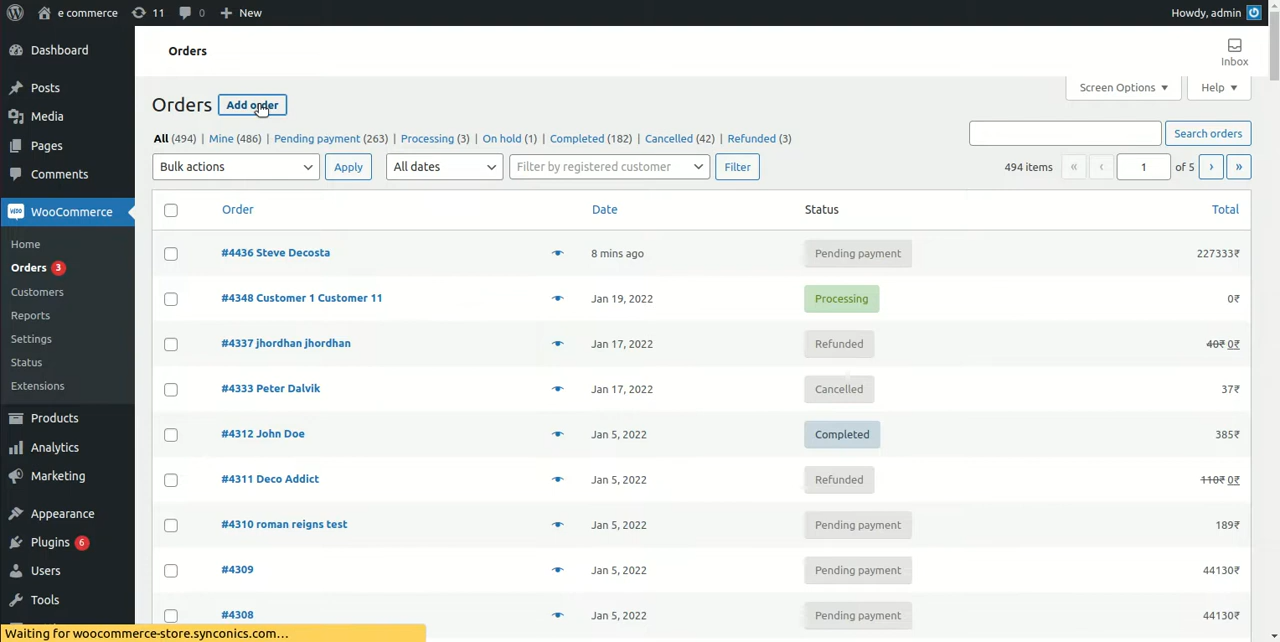 e commerce 11 0 New Howdy, admin
Dashboard
Posts
Media
Pages
Comments
WooCommerce
Home
Orders 3
Customers
Reports
Settings
Status
Extensions
Products
Analytics
Marketing
Appearance
Plugins 6
Users
Tools
Orders
Inbox
Screen Options ▼ Help ▼
Orders Add order
All (494) | Mine (486) | Pending payment (263) | Processing (3) | On hold (1) | Completed (182) | Cancelled (42) | Refunded (3) Search orders
Bulk actions Apply All dates Filter by registered customer Filter 494 items « ‹ 1 of 5 › »
Order Date Status Total
#4436 Steve Decosta 8 mins ago Pending payment 227333₹
#4348 Customer 1 Customer 11 Jan 19, 2022 Processing 0₹
#4337 jhordhan jhordhan Jan 17, 2022 Refunded 40₹ 0₹
#4333 Peter Dalvik Jan 17, 2022 Cancelled 37₹
#4312 John Doe Jan 5, 2022 Completed 385₹
#4311 Deco Addict Jan 5, 2022 Refunded 110₹ 0₹
#4310 roman reigns test Jan 5, 2022 Pending payment 189₹
#4309 Jan 5, 2022 Pending payment 44130₹
#4308 Jan 5, 2022 Pending payment 44130₹
Waiting for woocommerce-store.synconics.com...